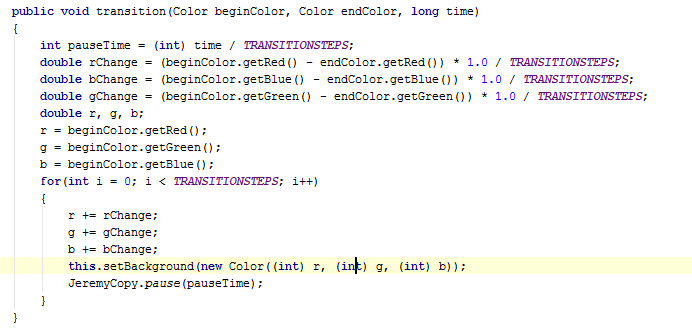 public void transition(Color beginColor, Color endColor, long time)
{
int pauseTime = (int) time / TRANSITIONSTEPS;
double rChange = (beginColor.getRed() - endColor.getRed()) * 1.0 / TRANSITIONSTEPS;
double bChange = (beginColor.getBlue() - endColor.getBlue()) * 1.0 / TRANSITIONSTEPS;
double gChange = (beginColor.getGreen() - endColor.getGreen()) * 1.0 / TRANSITIONSTEPS;
double r, g, b;
r = beginColor.getRed();
g = beginColor.getGreen();
b = beginColor.getBlue();
for(int i = 0; i < TRANSITIONSTEPS; i++)
{
r += rChange;
g += gChange;
b += bChange;
this.setBackground(new Color((int) r, (int) g, (int) b));
JeremyCopy.pause(pauseTime);
}
}